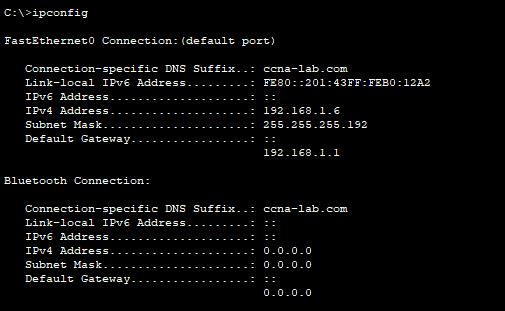 C:\>ipconfig
FastEthernet0 Connection:(default port)
Connection-specific DNS Suffix..: ccna-lab.com
Link-local IPv6 Address.........: FE80::201:43FF:FEB0:12A2
IPv6 Address....................: ::
IPv4 Address....................: 192.168.1.6
Subnet Mask.....................: 255.255.255.192
Default Gateway.................: ::
192.168.1.1
Bluetooth Connection:
Connection-specific DNS Suffix..: ccna-lab.com
Link-local IPv6 Address.........: ::
IPv6 Address....................: ::
IPv4 Address....................: 0.0.0.0
Subnet Mask.....................: 0.0.0.0
Default Gateway.................: ::
0.0.0.0